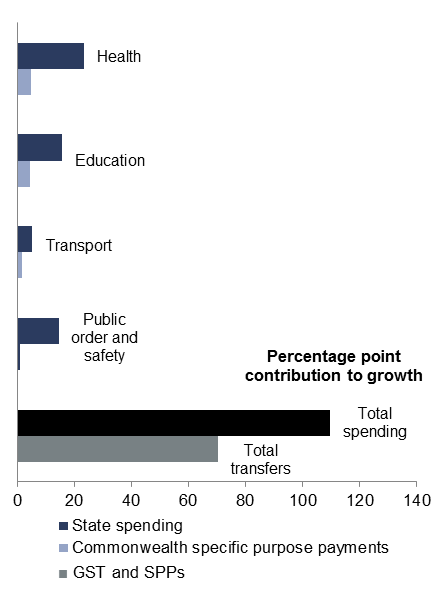 Health
Education
Transport
Public
order and
safety
Percentage point
contribution to growth
Total
spending
Total
transfers
0 20 40 60 80 100 120 140
State spending
Commonwealth specific purpose payments
GST and SPPs